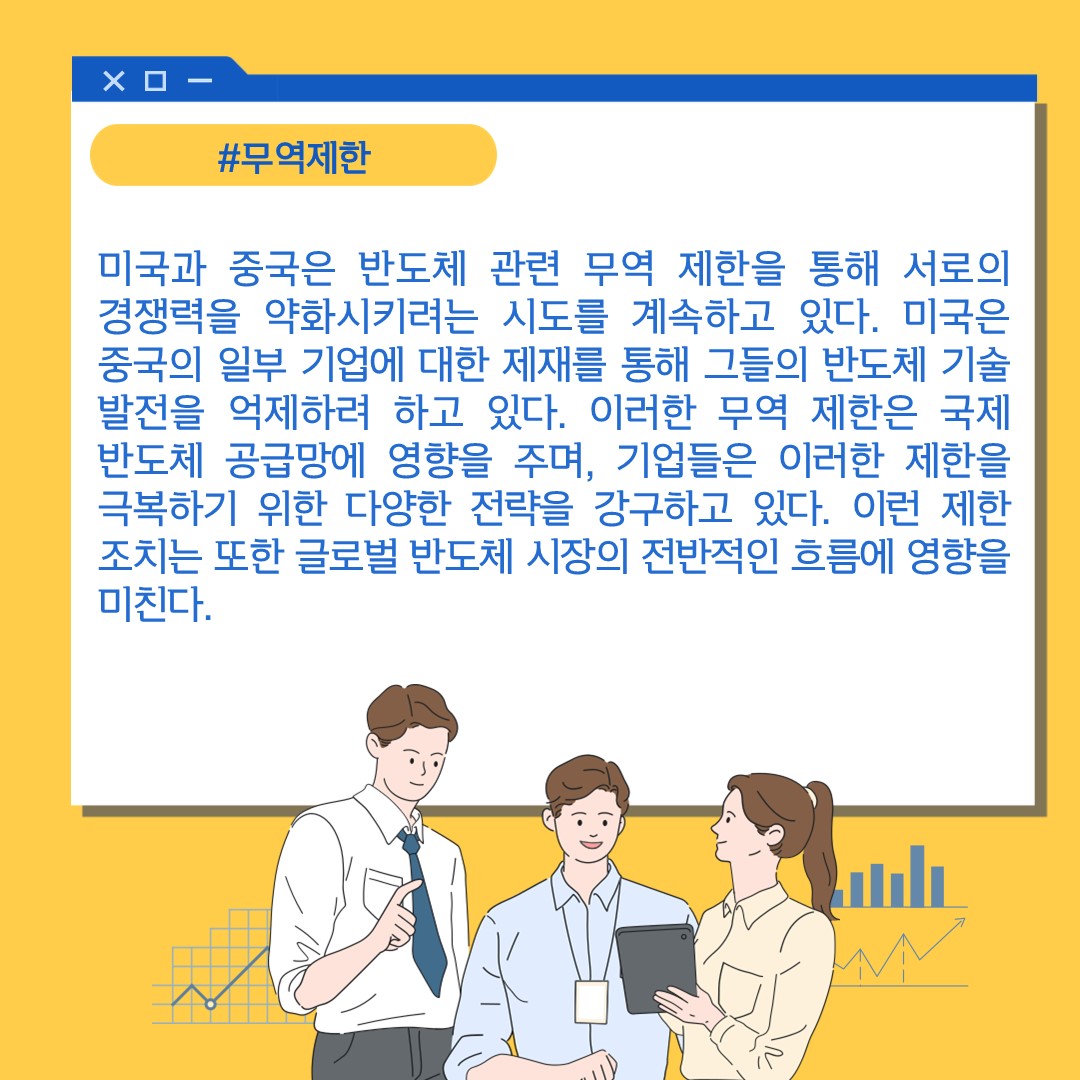 #무역제한
미국과 중국은 반도체 관련 무역 제한을 통해 서로의
경쟁력을 약화시키려는 시도를 계속하고 있다. 미국은
중국의 일부 기업에 대한 제재를 통해 그들의 반도체 기술
발전을 억제하려 하고 있다. 이러한 무역 제한은 국제
반도체 공급망에 영향을 주며, 기업들은 이러한 제한을
극복하기 위한 다양한 전략을 강구하고 있다. 이런 제한
조치는 또한 글로벌 반도체 시장의 전반적인 흐름에 영향을
미친다.